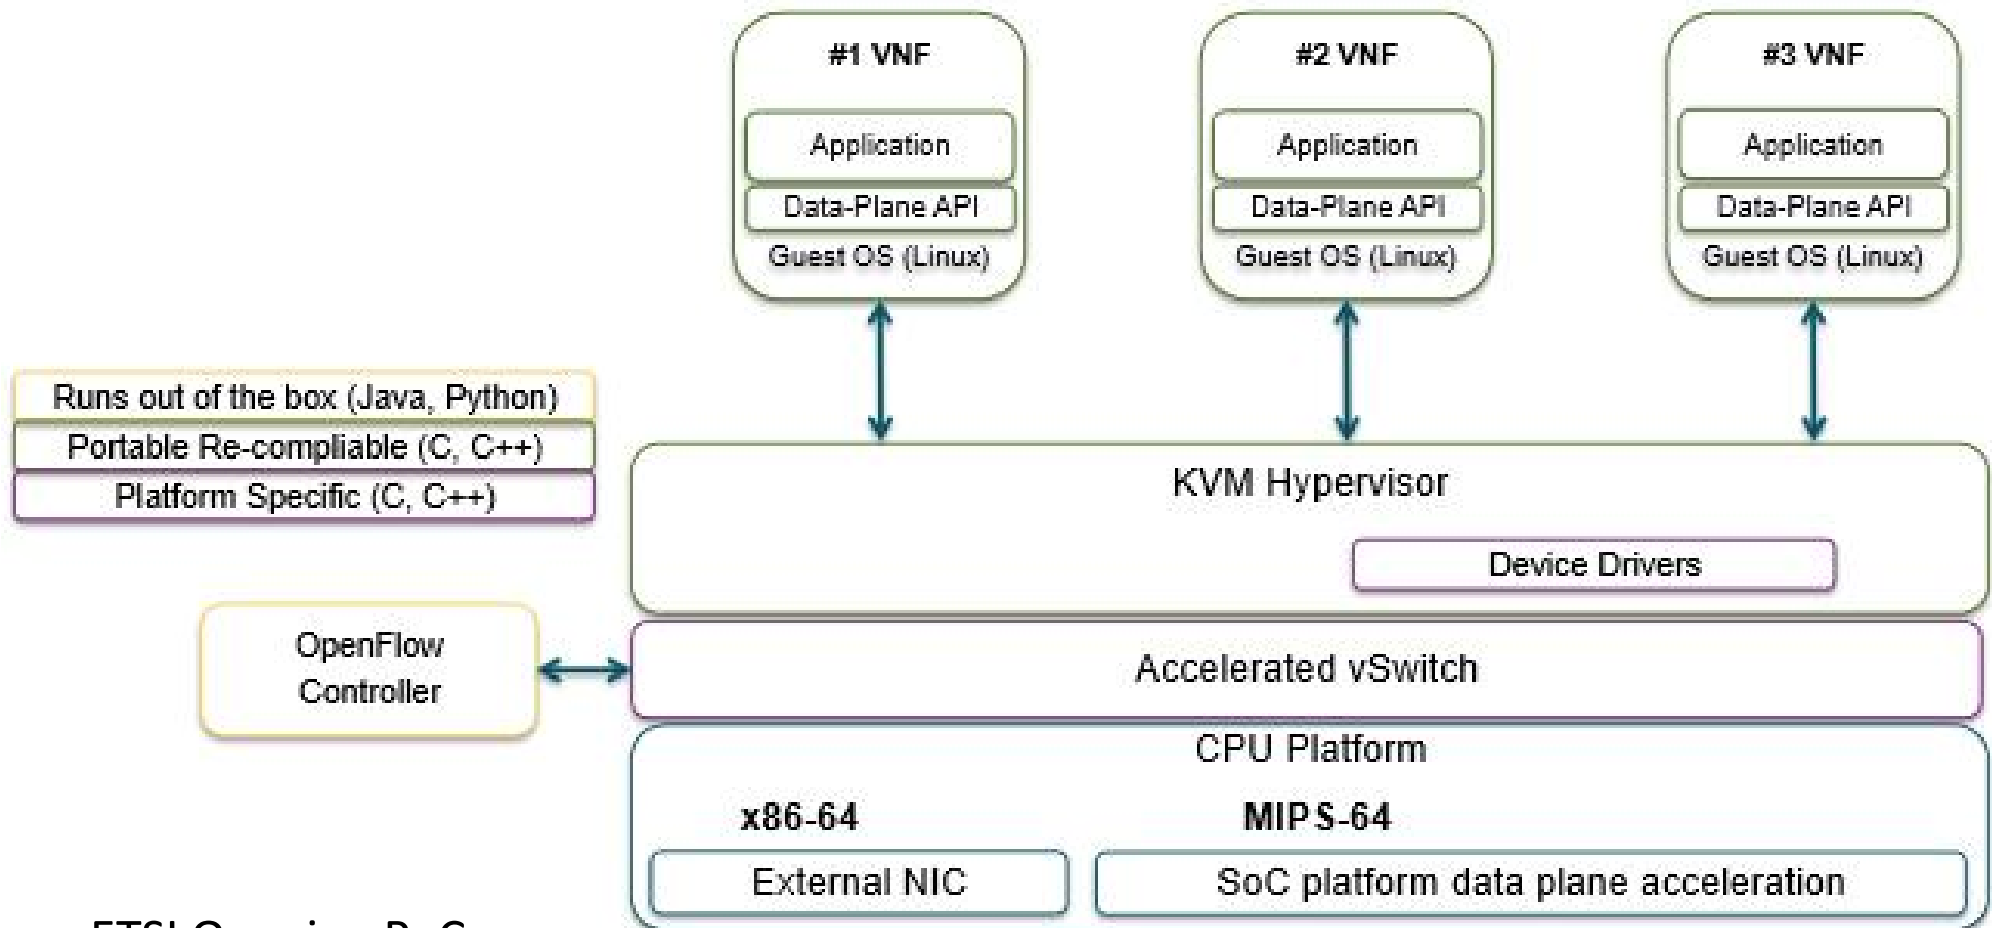 #1 VNF
Application
Data-Plane API
Guest OS (Linux)
#2 VNF
Application
Data-Plane API
Guest OS (Linux)
#3 VNF
Application
Data-Plane API
Guest OS (Linux)
Runs out of the box (Java, Python)
Portable Re-compliable (C, C++)
Platform Specific (C, C++)
KVM Hypervisor
Device Drivers
OpenFlow
Controller
Accelerated vSwitch
CPU Platform
x86-64
MIPS-64
External NIC
SoC platform data plane acceleration
ETSI